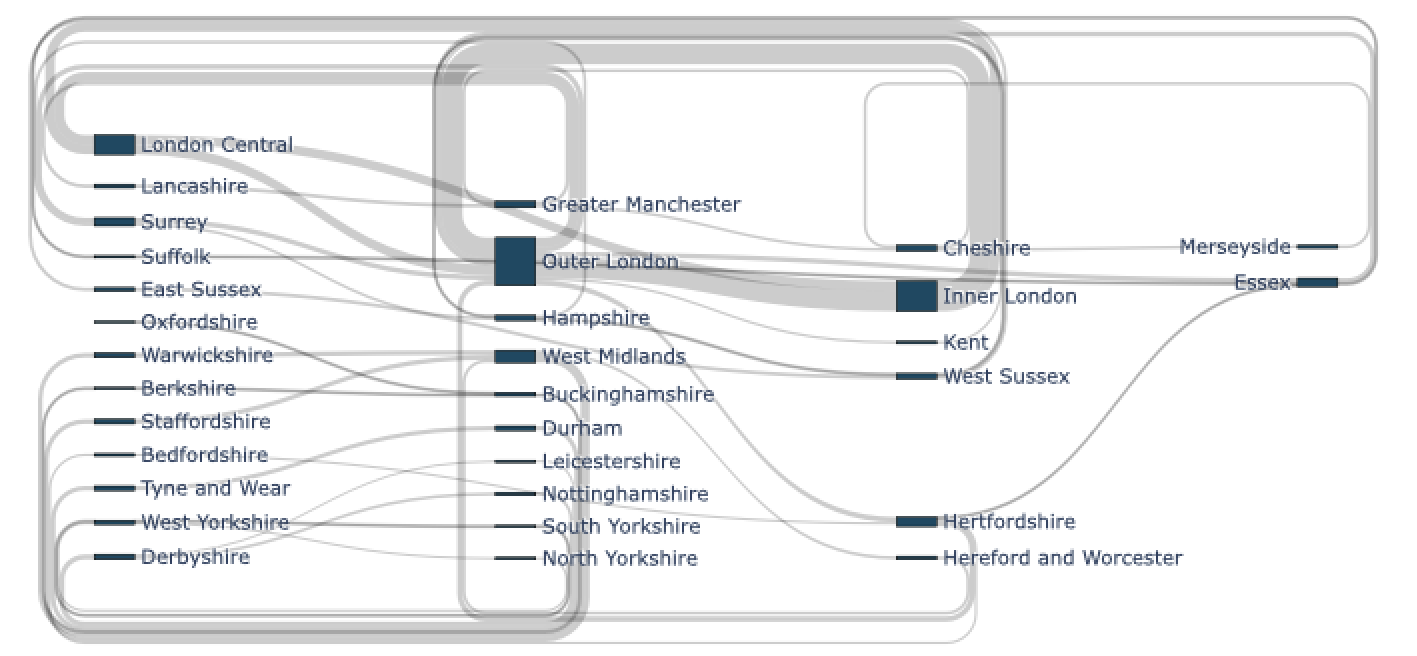 London Central
Lancashire
Surrey
Suffolk
East Sussex
Oxfordshire
Warwickshire
Berkshire
Staffordshire
Bedfordshire
Tyne and Wear
West Yorkshire
Derbyshire
Greater Manchester
Outer London
Hampshire
West Midlands
Buckinghamshire
Durham
Leicestershire
Nottinghamshire
South Yorkshire
North Yorkshire
Cheshire
Inner London
Kent
West Sussex
Hertfordshire
Hereford and Worcester
Merseyside
Essex